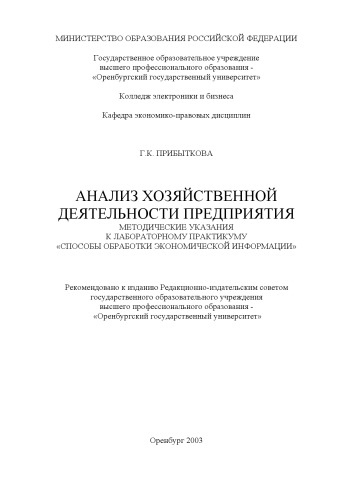 МИНИСТЕРСТВО ОБРАЗОВАНИЯ РОССИЙСКОЙ ФЕДЕРАЦИИ
Государственное образовательное учреждение
высшего профессионального образования -
«Оренбургский государственный университет»
Колледж электроники и бизнеса
Кафедра экономико-правовых дисциплин
Г.К. ПРИБЫТКОВА
АНАЛИЗ ХОЗЯЙСТВЕННОЙ
ДЕЯТЕЛЬНОСТИ ПРЕДПРИЯТИЯ
МЕТОДИЧЕСКИЕ УКАЗАНИЯ
К ЛАБОРАТОРНОМУ ПРАКТИКУМУ
«СПОСОБЫ ОБРАБОТКИ ЭКОНОМИЧЕСКОЙ ИНФОРМАЦИИ»
Рекомендовано к изданию Редакционно-издательским советом
государственного образовательного учреждения
высшего профессионального образования -
«Оренбургский государственный университет»
Оренбург 2003